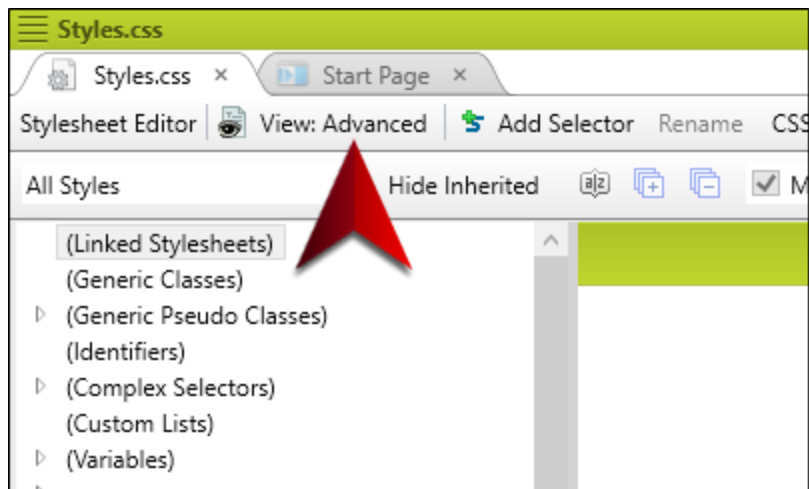 Styles.css
Styles.css × Start Page ×
Stylesheet Editor View: Advanced Add Selector Rename CSS
All Styles Hide Inherited a z M
(Linked Stylesheets)
(Generic Classes)
(Generic Pseudo Classes)
(Identifiers)
(Complex Selectors)
(Custom Lists)
(Variables)